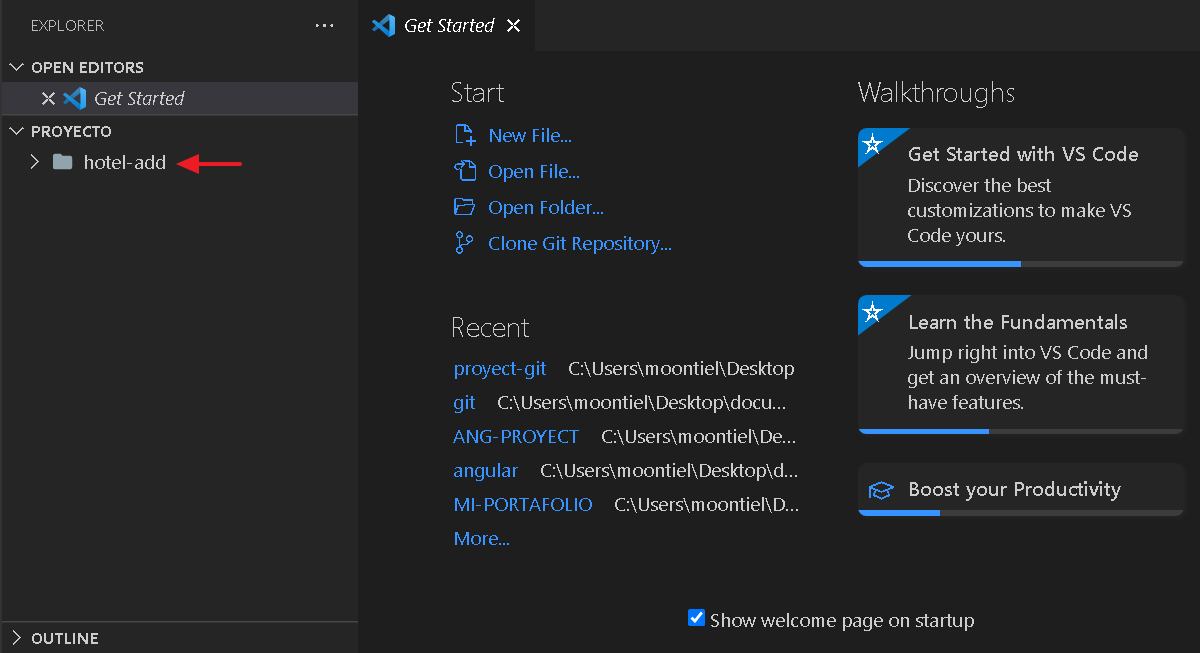 EXPLORER
OPEN EDITORS
Get Started
PROYECTO
hotel-add
OUTLINE
Get Started
Start
New File...
Open File...
Open Folder...
Clone Git Repository...
Recent
proyect-git C:\Users\moontiel\Desktop
git C:\Users\moontiel\Desktop\docu...
ANG-PROYECT C:\Users\moontiel\De...
angular C:\Users\moontiel\Desktop\d...
MI-PORTAFOLIO C:\Users\moontiel\D...
More...
Walkthroughs
Get Started with VS Code
Discover the best
customizations to make VS
Code yours.
Learn the Fundamentals
Jump right into VS Code and
get an overview of the must-
have features.
Boost your Productivity
Show welcome page on startup